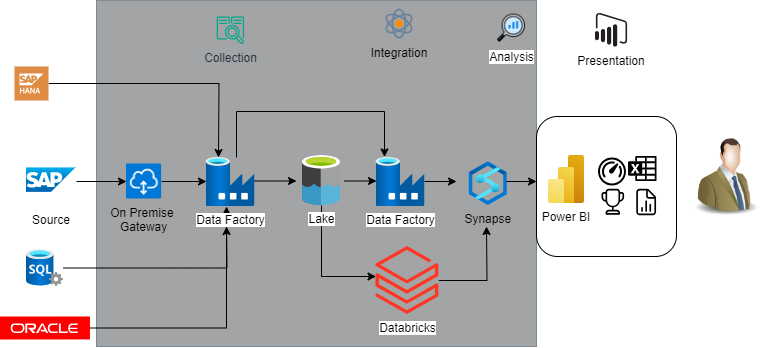 Collection
Integration
Analysis
Presentation
SAP
HANA
SAP
Source
On Premise
Gateway
Data Factory
Lake
Data Factory
Synapse
Power BI
SQL
Databricks
ORACLE